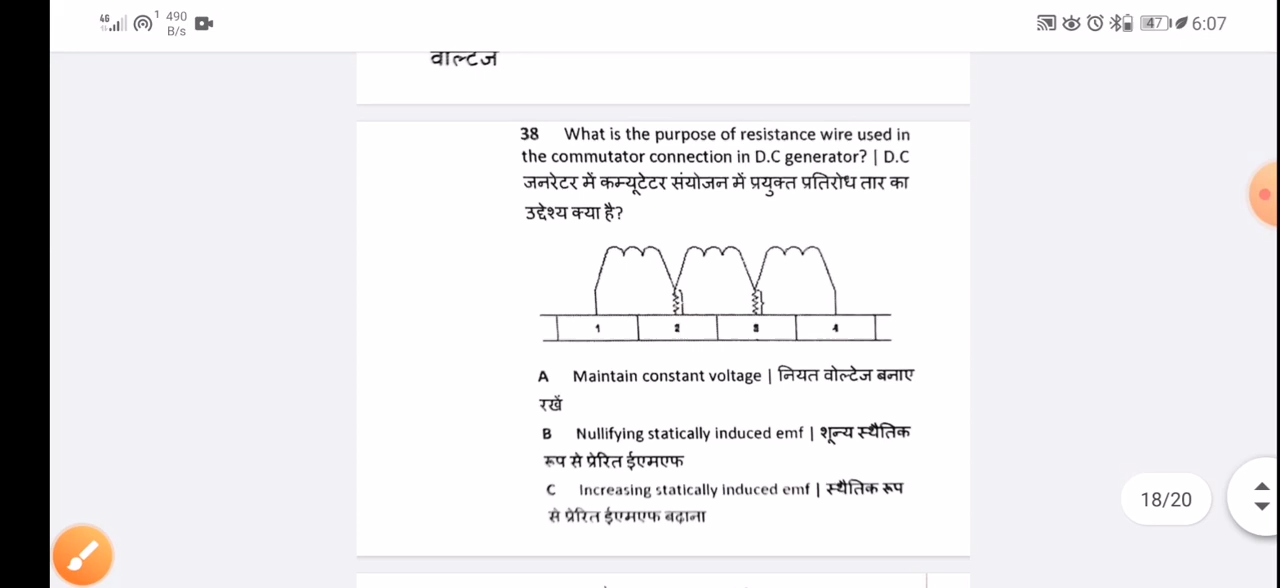 4G
1
490
B/s
47
6:07
वोल्टेज
38 What is the purpose of resistance wire used in
the commutator connection in D.C generator? | D.C
जनरेटर में कम्यूटेटर संयोजन में प्रयुक्त प्रतिरोध तार का
उद्देश्य क्या है?
1 2 3 4
A Maintain constant voltage | नियत वोल्टेज बनाए
रखें
B Nullifying statically induced emf | शून्य स्थैतिक
रूप से प्रेरित ईएमएफ
C Increasing statically induced emf | स्थैतिक रूप
से प्रेरित ईएमएफ बढ़ाना
18/20